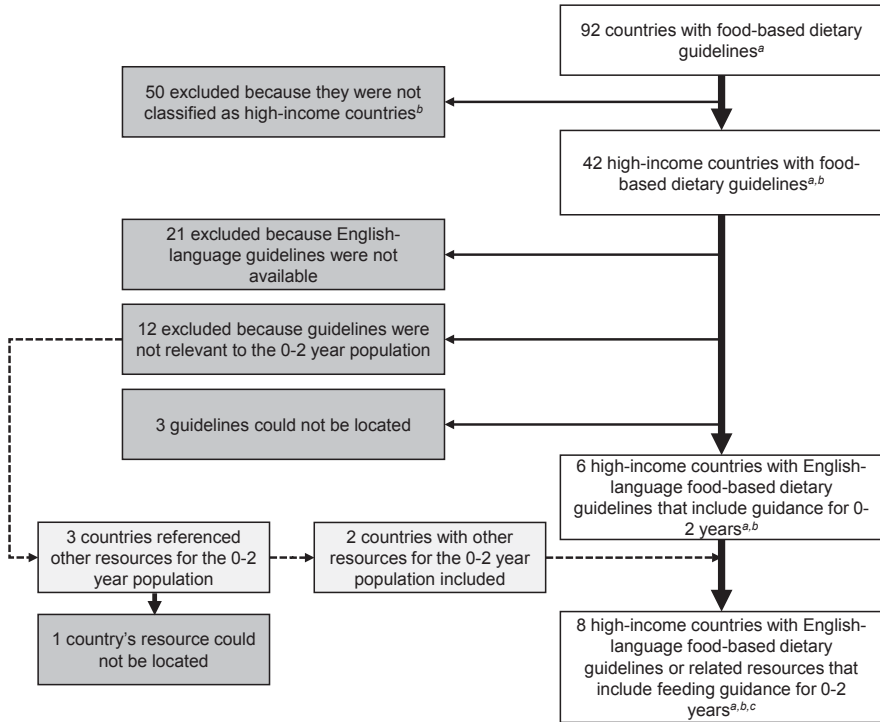 92 countries with food-based dietary
guidelinesᵃ
50 excluded because they were not
classified as high-income countriesᵇ
42 high-income countries with food-
based dietary guidelinesᵃ,ᵇ
21 excluded because English-
language guidelines were not
available
12 excluded because guidelines were
not relevant to the 0-2 year population
3 guidelines could not be located
6 high-income countries with English-
language food-based dietary
guidelines that include guidance for 0-
2 yearsᵃ,ᵇ
3 countries referenced
other resources for the 0-2
year population
2 countries with other
resources for the 0-2 year
population included
1 country's resource could
not be located
8 high-income countries with English-
language food-based dietary
guidelines or related resources that
include feeding guidance for 0-2
yearsᵃ,ᵇ,ᶜ